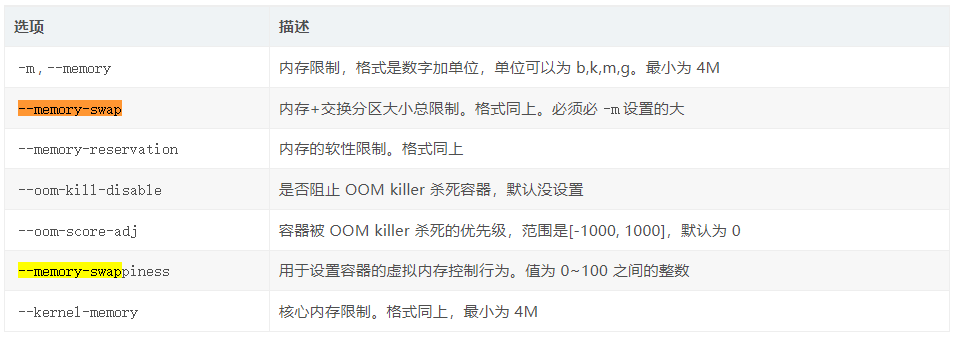 选项 描述
-m , --memory 内存限制，格式是数字加单位，单位可以为 b,k,m,g。最小为 4M
--memory-swap 内存+交换分区大小总限制。格式同上。必须必 -m 设置的大
--memory-reservation 内存的软性限制。格式同上
--oom-kill-disable 是否阻止 OOM killer 杀死容器，默认没设置
--oom-score-adj 容器被 OOM killer 杀死的优先级，范围是[-1000, 1000]，默认为 0
--memory-swappiness 用于设置容器的虚拟内存控制行为。值为 0~100 之间的整数
--kernel-memory 核心内存限制。格式同上，最小为 4M